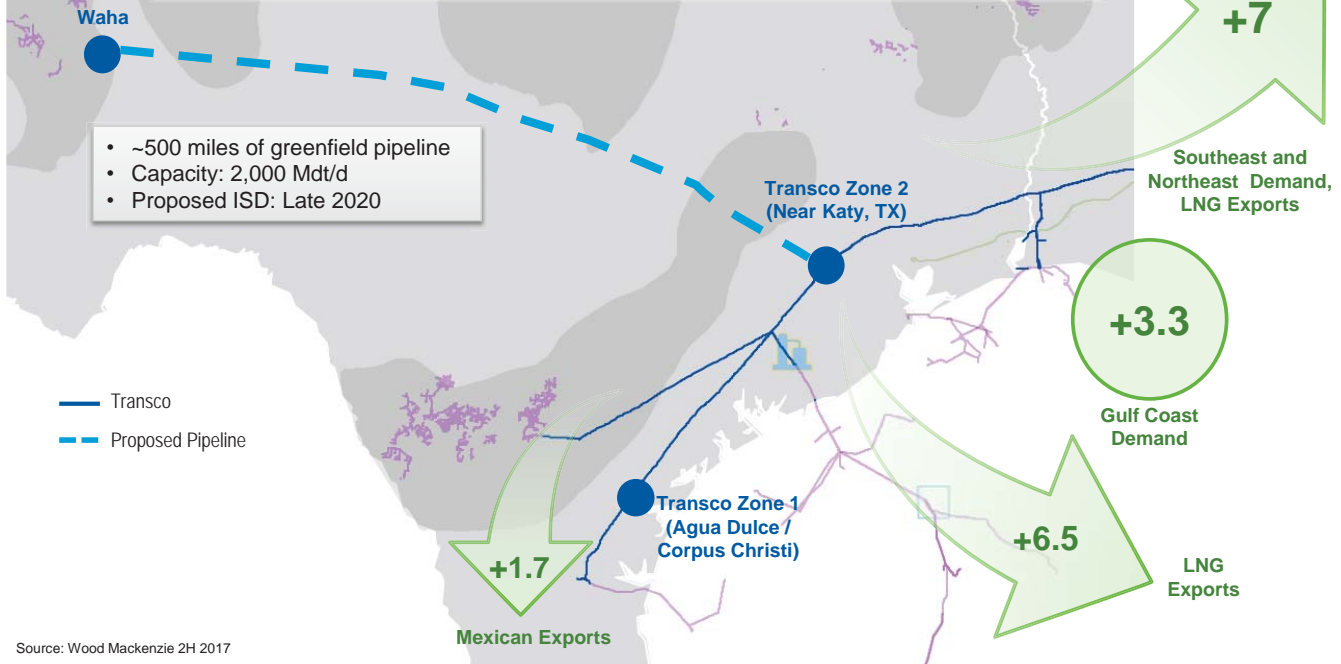 Waha
+7
• ~500 miles of greenfield pipeline
• Capacity: 2,000 Mdt/d
• Proposed ISD: Late 2020
Southeast and
Northeast Demand,
LNG Exports
Transco Zone 2
(Near Katy, TX)
+3.3
Gulf Coast
Demand
Transco
Proposed Pipeline
Transco Zone 1
(Agua Dulce /
Corpus Christi)
+6.5
+1.7
LNG
Exports
Mexican Exports
Source: Wood Mackenzie 2H 2017